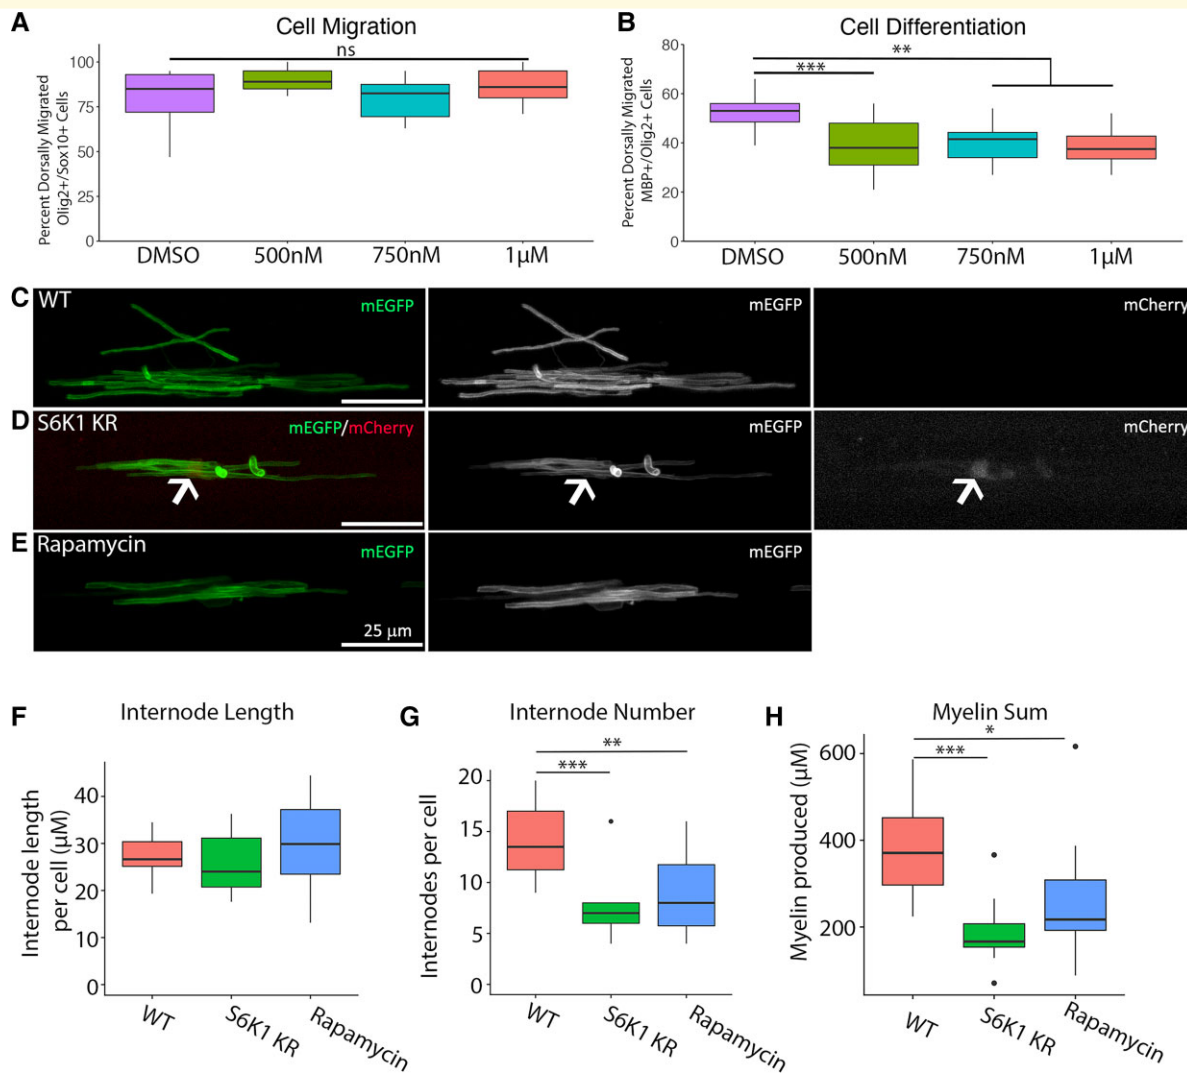 A
Cell Migration
ns
100
75
50
25
0
Percent Dorsally Migrated
Olig2+/Sox10+ Cells
DMSO
500nM
750nM
1µM
B
Cell Differentiation
**
***
80
60
40
20
0
Percent Dorsally Migrated
MBP+/Olig2+ Cells
DMSO
500nM
750nM
1µM
C
WT
mEGFP
mEGFP
mCherry
D
S6K1 KR
mEGFP/mCherry
mEGFP
mCherry
E
Rapamycin
mEGFP
mEGFP
25 µm
F
Internode Length
Internode length
per cell (µM)
40
30
20
10
0
WT
S6K1 KR
Rapamycin
G
Internode Number
**
***
Internodes per cell
20
15
10
5
0
WT
S6K1 KR
Rapamycin
H
Myelin Sum
*
***
Myelin produced (µM)
600
400
200
WT
S6K1 KR
Rapamycin